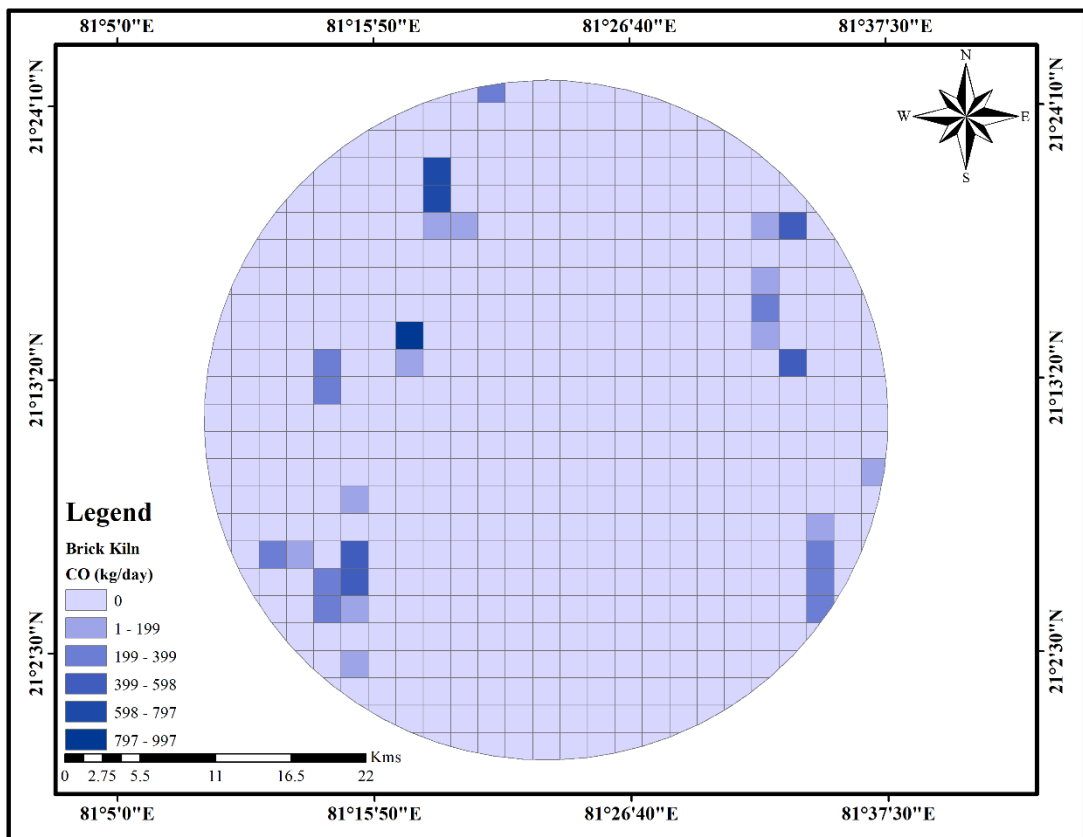 81°5'0"E 81°15'50"E 81°26'40"E 81°37'30"E
N
W E
S
21°24'10"N 21°24'10"N
21°13'20"N 21°13'20"N
21°2'30"N 21°2'30"N
Legend
Brick Kiln
CO (kg/day)
0
1 - 199
199 - 399
399 - 598
598 - 797
797 - 997
Kms
0 2.75 5.5 11 16.5 22
81°5'0"E 81°15'50"E 81°26'40"E 81°37'30"E